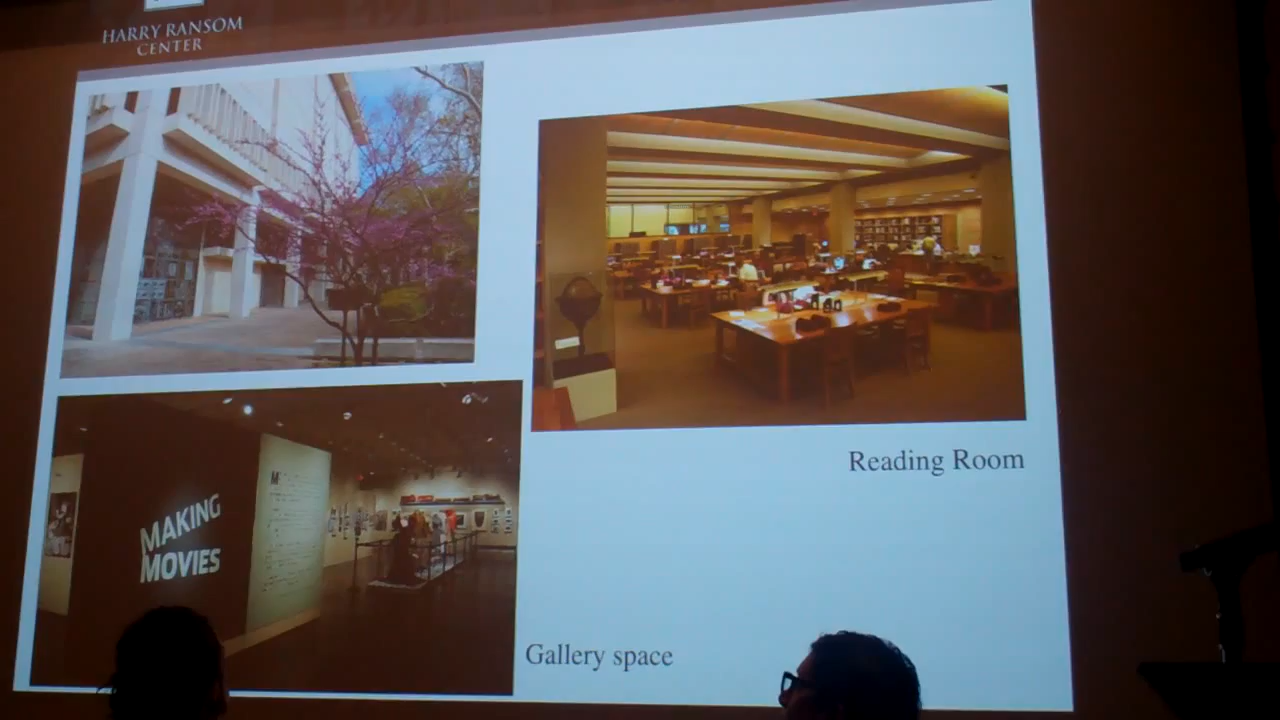 HARRY RANSOM
CENTER
Reading Room
MAKING
MOVIES
Gallery space